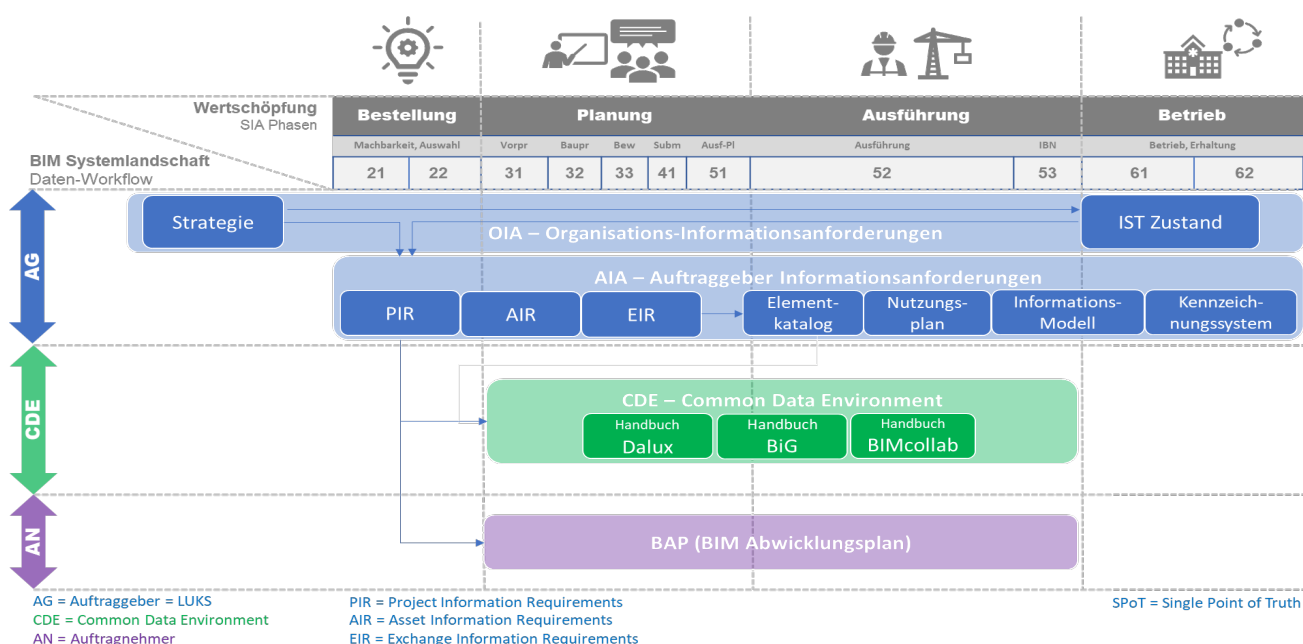 Wertschöpfung
SIA Phasen
BIM Systemlandschaft
Daten-Workflow
Bestellung Planung Ausführung Betrieb
Machbarkeit, Auswahl Vorpr Baupr Bew Subm Ausf-Pl Ausführung IBN Betrieb, Erhaltung
21 22 31 32 33 41 51 52 53 61 62
AG
Strategie
IST Zustand
OIA – Organisations-Informationsanforderungen
AIA – Auftraggeber Informationsanforderungen
PIR
AIR
EIR
Element-
katalog
Nutzungs-
plan
Informations-
Modell
Kennzeich-
nungssystem
CDE
CDE – Common Data Environment
Handbuch
Dalux
Handbuch
BiG
Handbuch
BIMcollab
AN
BAP (BIM Abwicklungsplan)
AG = Auftraggeber = LUKS
CDE = Common Data Environment
AN = Auftragnehmer
PIR = Project Information Requirements
AIR = Asset Information Requirements
EIR = Exchange Information Requirements
SPoT = Single Point of Truth